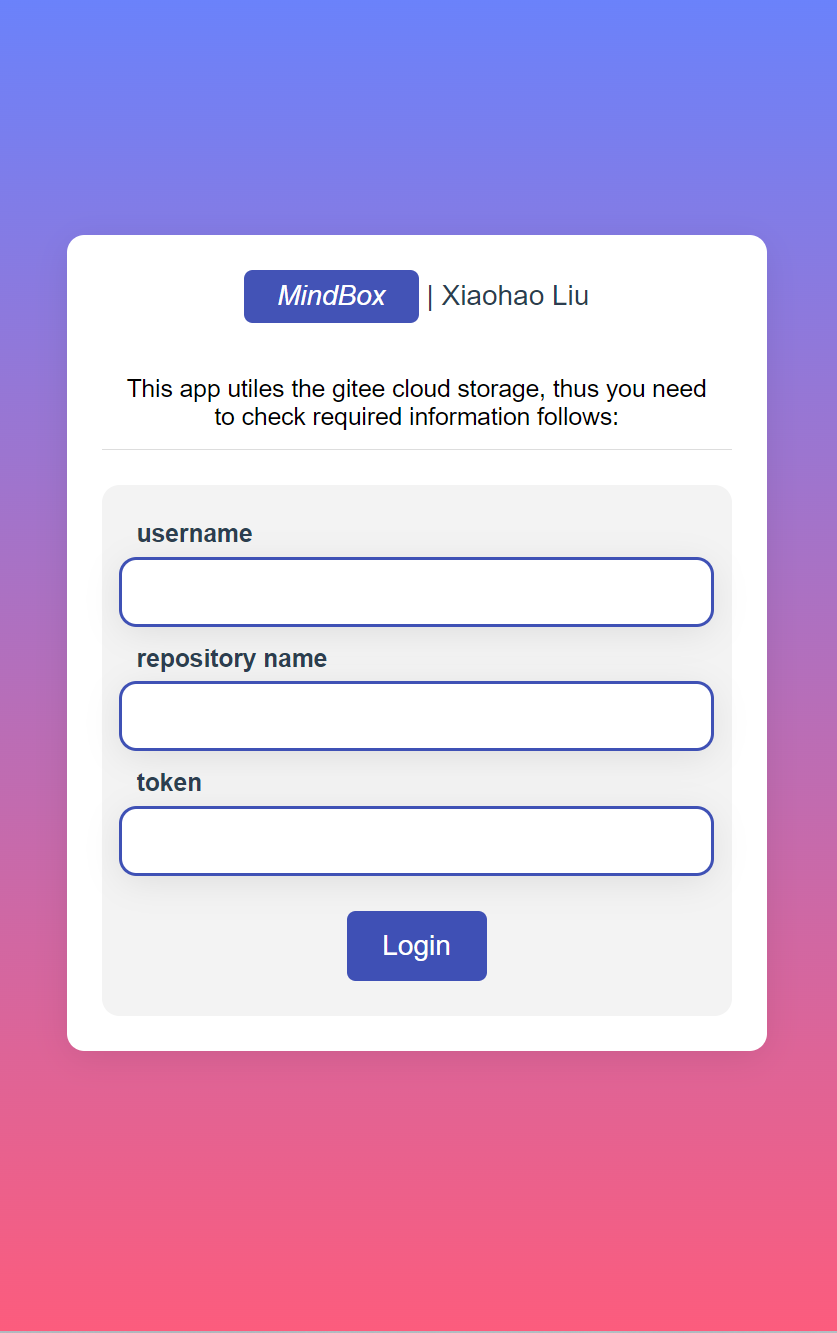 MindBox | Xiaohao Liu
This app utiles the gitee cloud storage, thus you need
to check required information follows:
username
repository name
token
Login